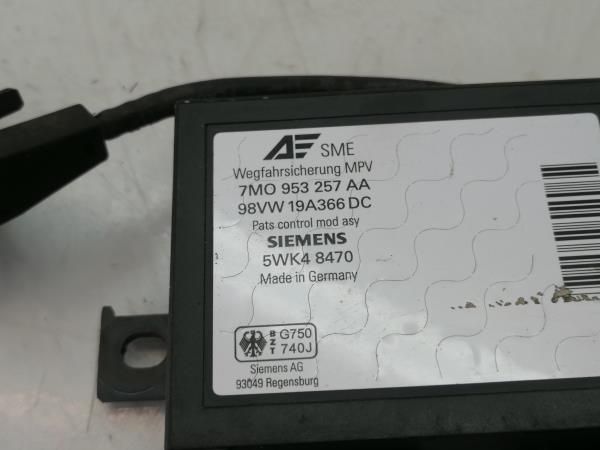 AE SME
Wegfahrsicherung MPV
7MO 953 257 AA
98VW 19A366 DC
Pats control mod asy
SIEMENS
5WK4 8470
Made in Germany
BZT G750
740J
Siemens AG
93049 Regensburg